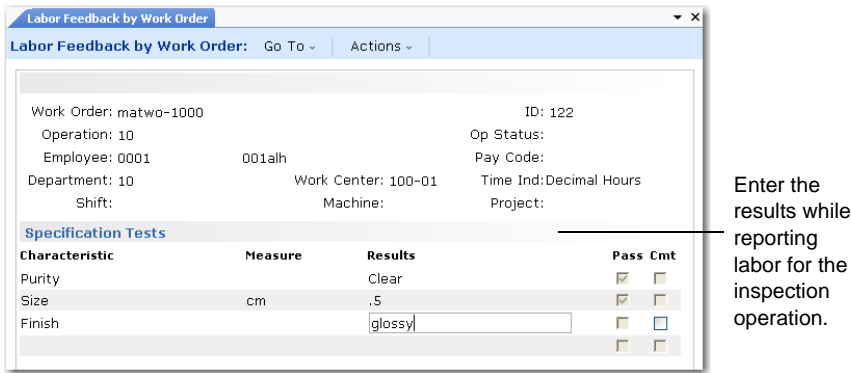 Labor Feedback by Work Order
Labor Feedback by Work Order: Go To Actions
Work Order: matwo-1000 ID: 122
Operation: 10 Op Status:
Employee: 0001 001alh Pay Code:
Department: 10 Work Center: 100-01 Time Ind: Decimal Hours
Shift: Machine: Project:
Specification Tests
Characteristic Measure Results Pass Cmt
Purity Clear
Size cm .5
Finish glossy
Enter the
results while
reporting
labor for the
inspection
operation.